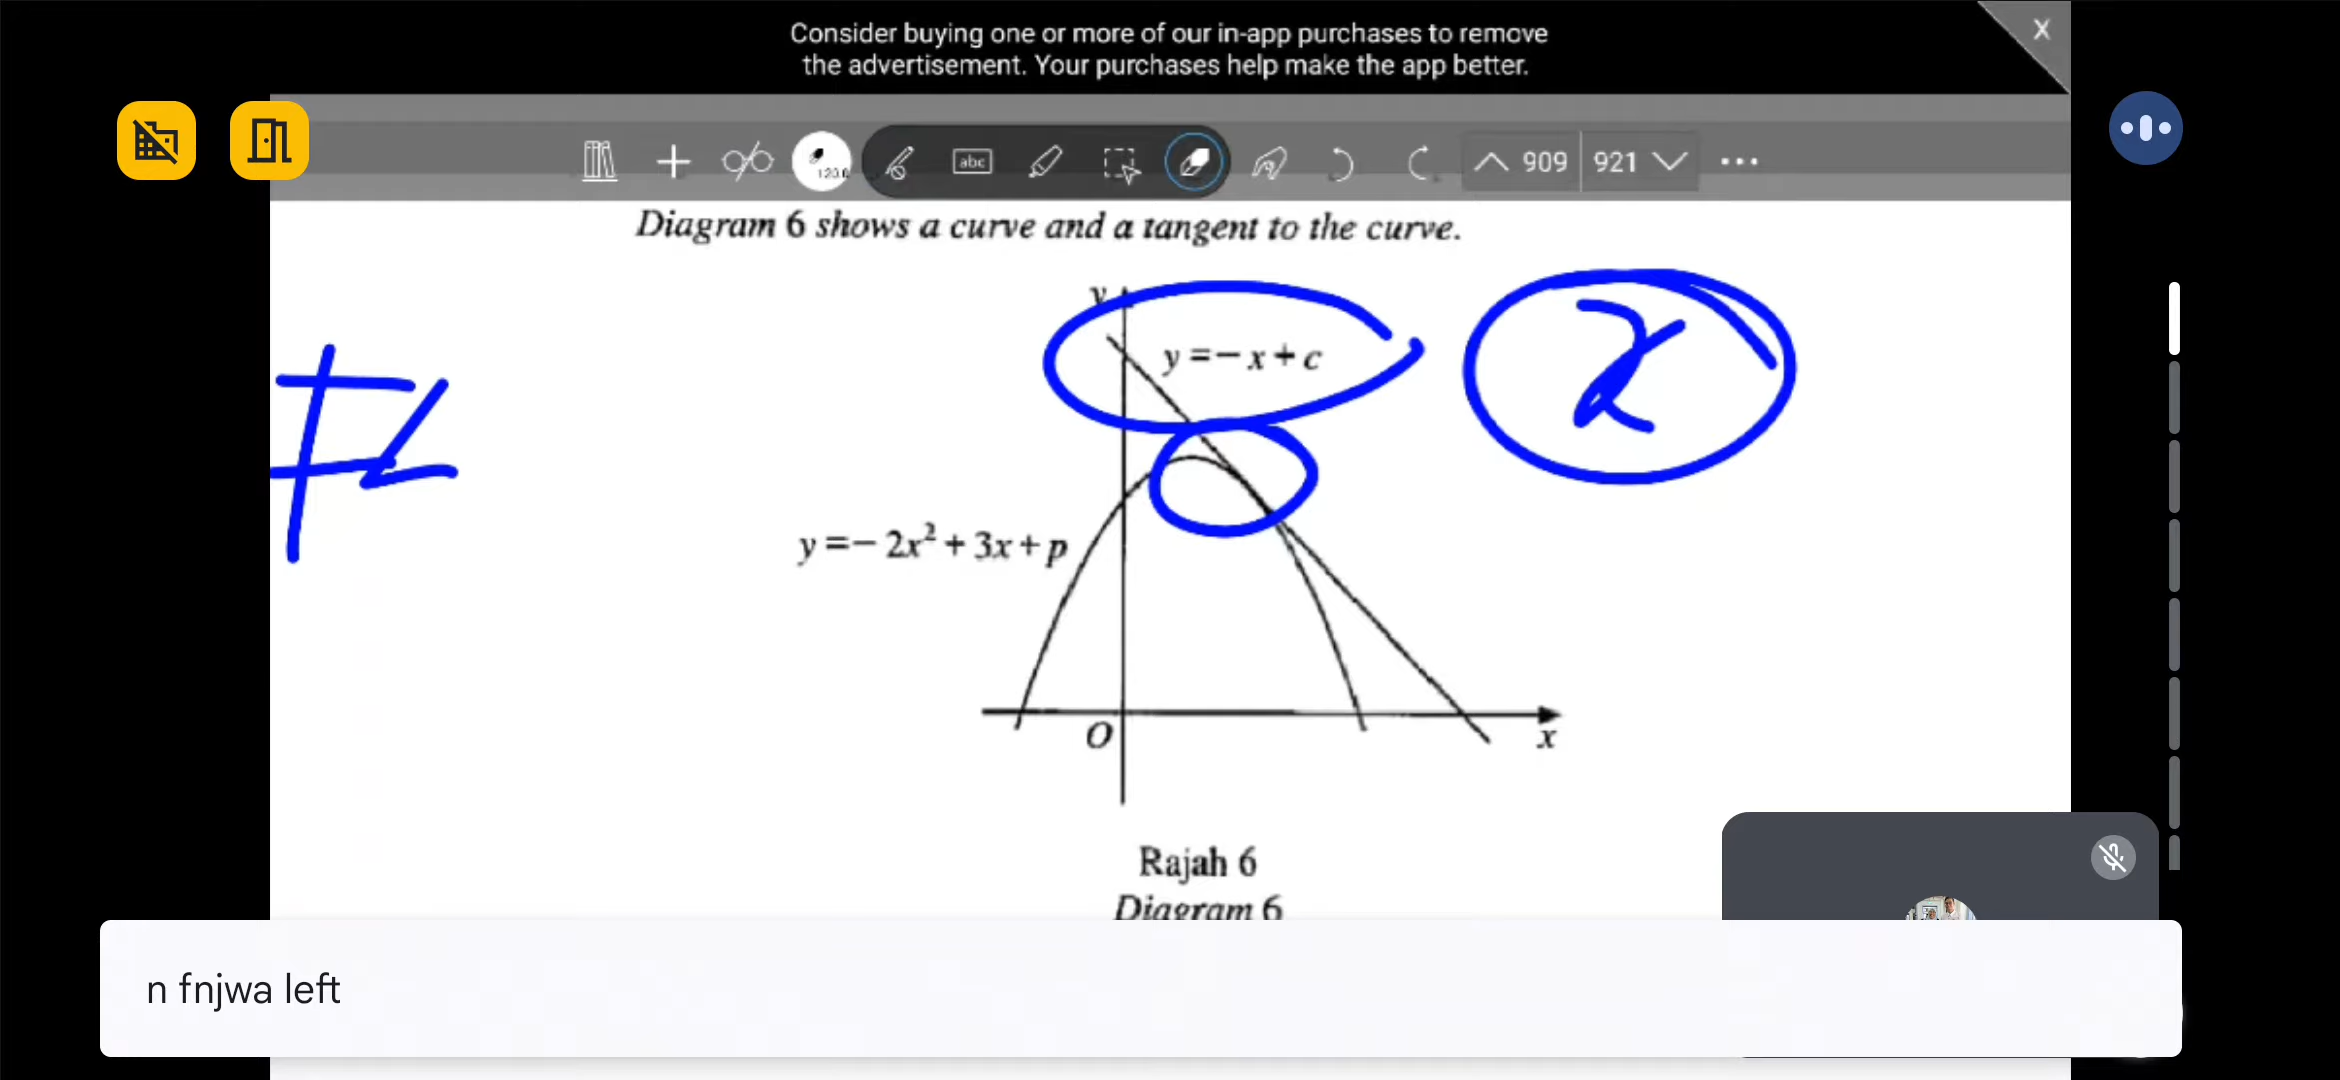 Consider buying one or more of our in-app purchases to remove
the advertisement. Your purchases help make the app better.
X
abc
909
921
Diagram 6 shows a curve and a tangent to the curve.
y
y = − x + c
x
y = − 2x² + 3x + p
O
x
Rajah 6
Diagram 6
n fnjwa left